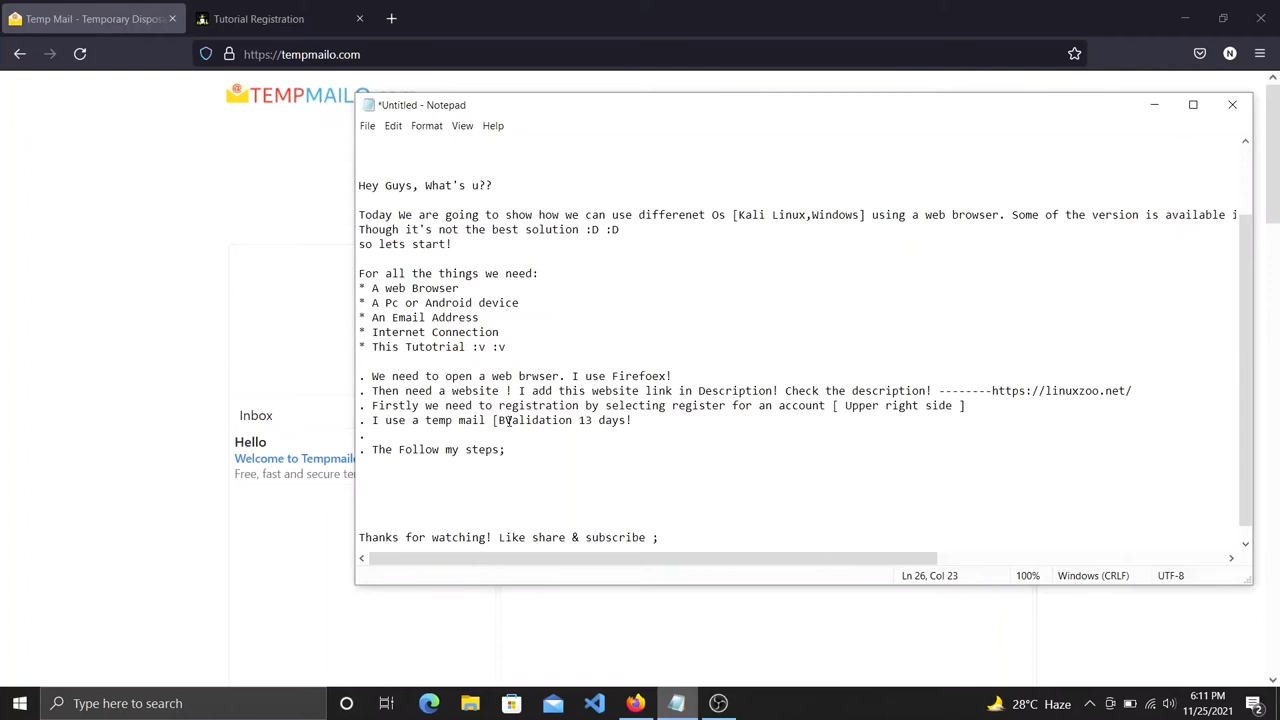 Temp Mail - Temporary Disposa
Tutorial Registration
https://tempmailo.com
TEMPMAILO
*Untitled - Notepad
File Edit Format View Help
Hey Guys, What's u??
Today We are going to show how we can use differenet Os [Kali Linux,Windows] using a web browser. Some of the version is available i
Though it's not the best solution :D :D
so lets start!
For all the things we need:
* A web Browser
* A Pc or Android device
* An Email Address
* Internet Connection
* This Tutotrial :v :v
. We need to open a web brwser. I use Firefoex!
. Then need a website ! I add this website link in Description! Check the description! --------https://linuxzoo.net/
. Firstly we need to registration by selecting register for an account [ Upper right side ]
. I use a temp mail [BValidation 13 days!
.
. The Follow my steps;
Thanks for watching! Like share & subscribe ;
Inbox
Hello
Welcome to Tempmail
Free, fast and secure te
Ln 26, Col 23
100%
Windows (CRLF)
UTF-8
Type here to search
N
28°C Haze
6:11 PM
11/25/2021
2